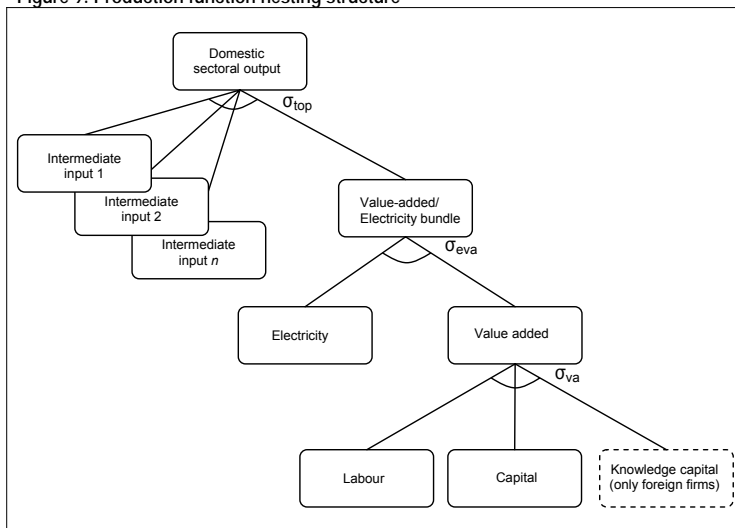 Figure 9. Production function nesting structure
Domestic
sectoral output
σtop
Intermediate
input 1
Intermediate
input 2
Intermediate
input n
Value-added/
Electricity bundle
σeva
Electricity
Value added
σva
Labour
Capital
Knowledge capital
(only foreign firms)